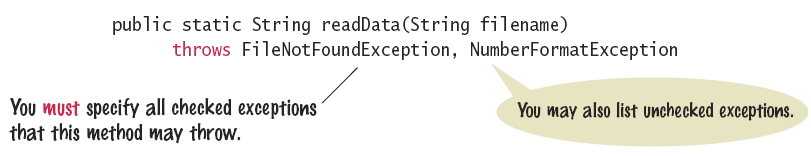 public static String readData(String filename)
throws FileNotFoundException, NumberFormatException
You must specify all checked exceptions
that this method may throw.
You may also list unchecked exceptions.